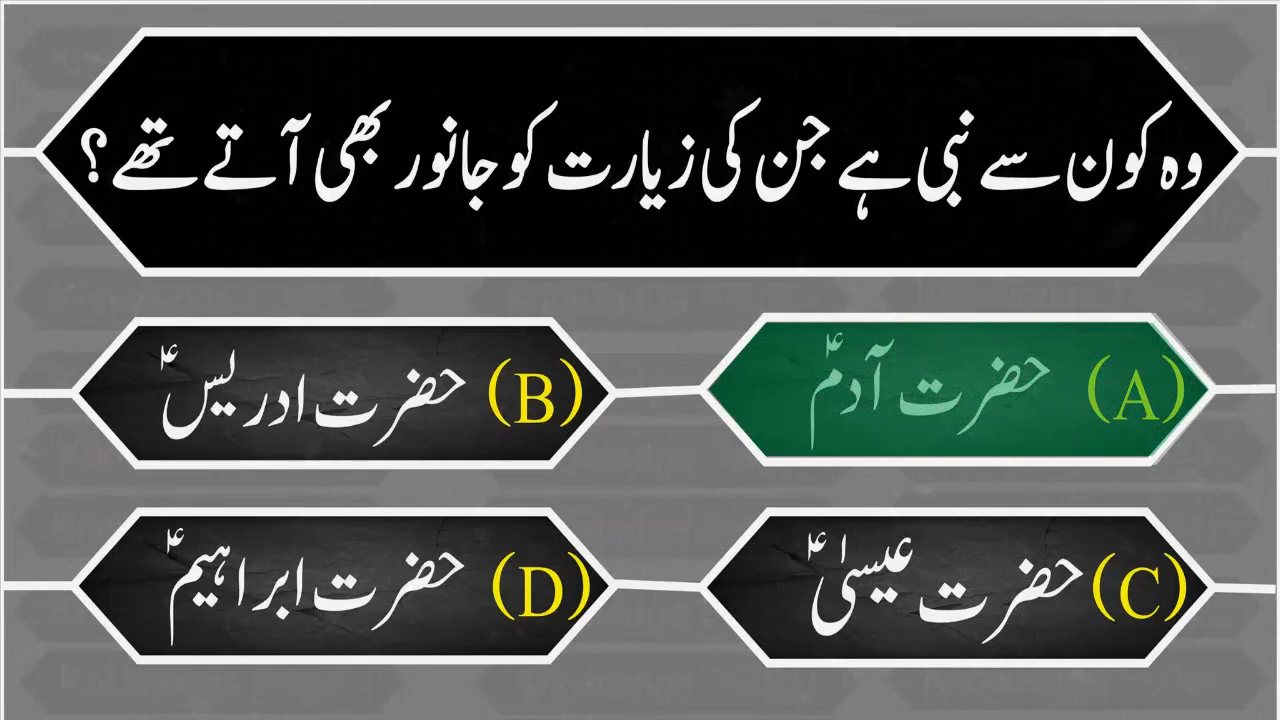 وہ کون سے نبی ہے جن کی زیارت کو جانور بھی آتے تھے؟
(A) حضرت آدمؑ
(B) حضرت ادریسؑ
(C) حضرت عیسیٰؑ
(D) حضرت ابراہیمؑ